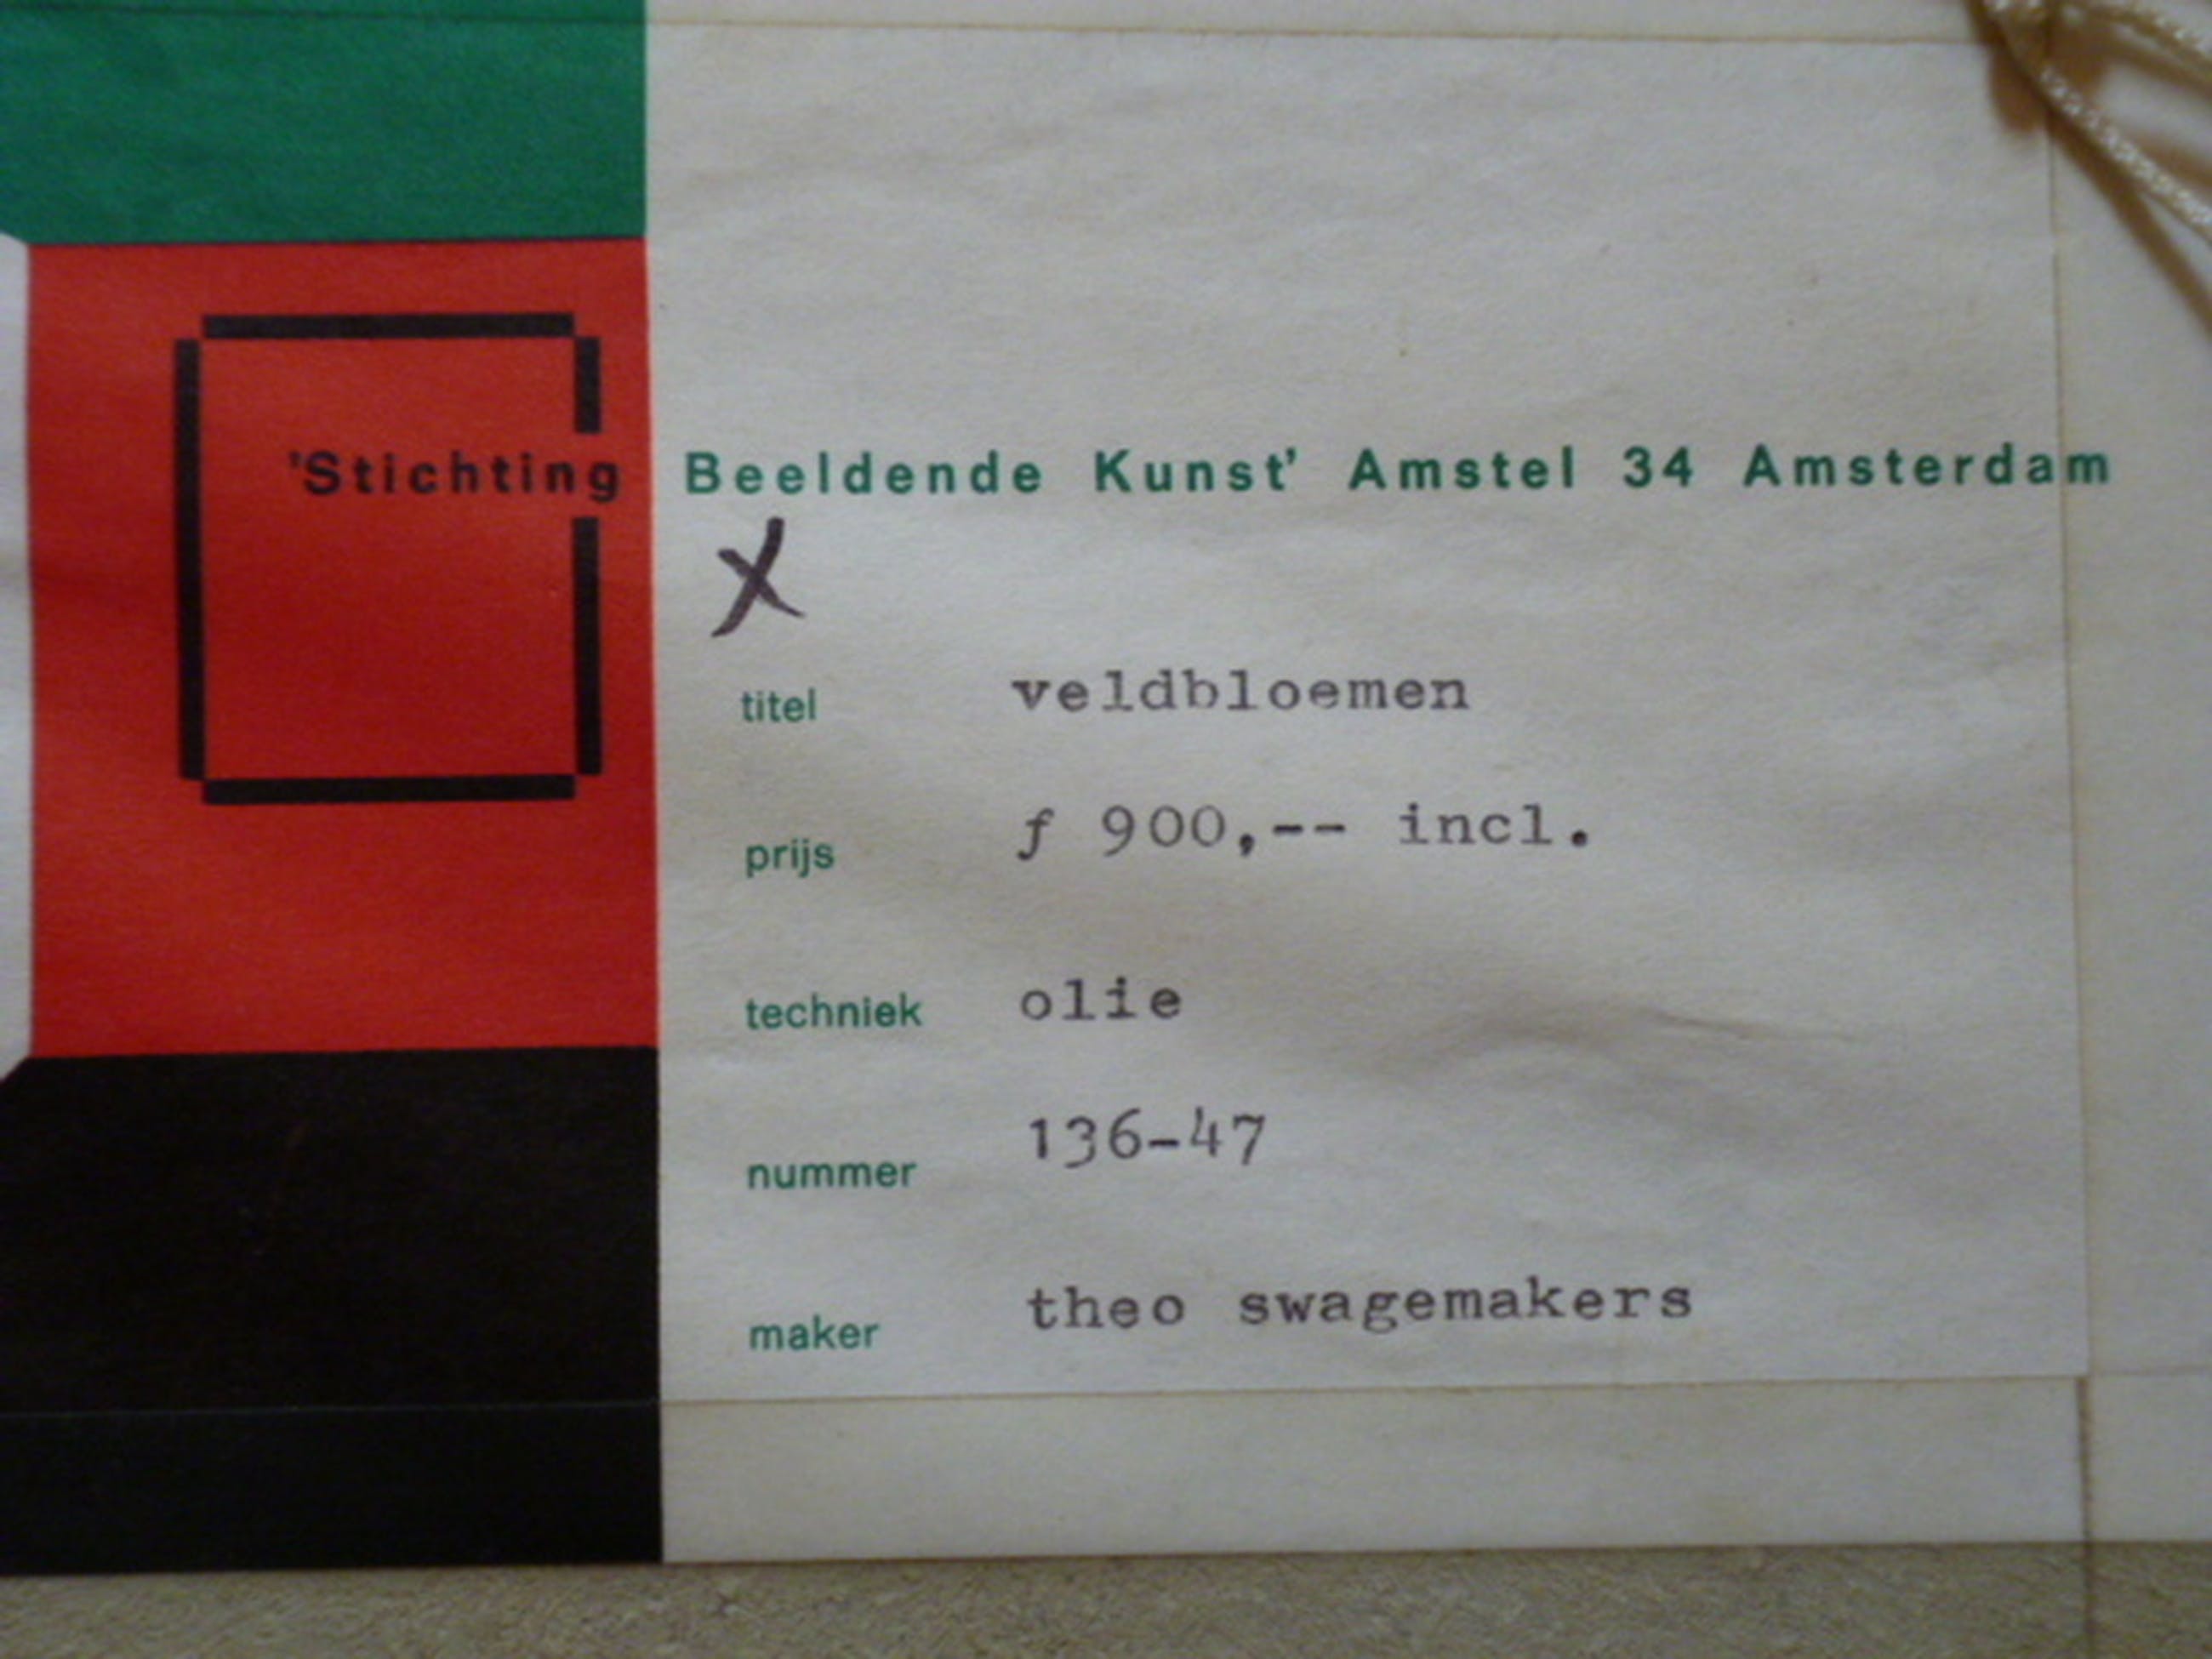 'Stichting Beeldende Kunst' Amstel 34 Amsterdam
X
titel veldbloemen
prijs ƒ 900,-- incl.
techniek olie
nummer 136-47
maker theo swagemakers